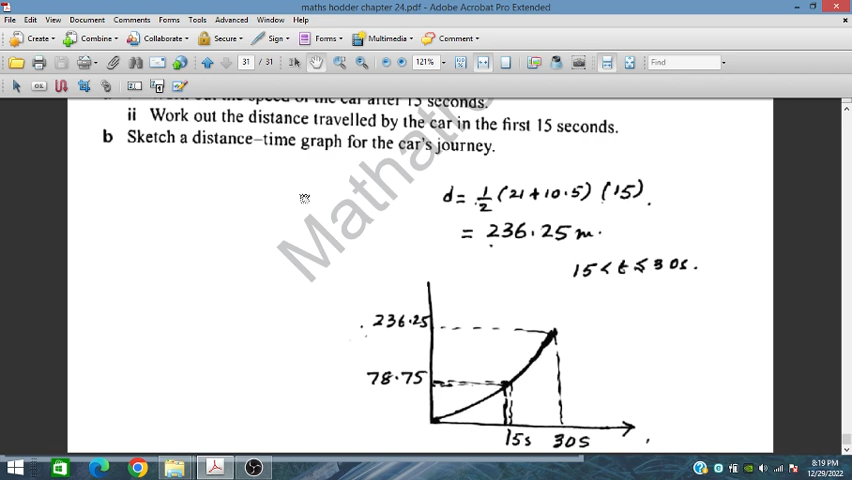 maths hodder chapter 24.pdf - Adobe Acrobat Pro Extended
File Edit View Document Comments Forms Tools Advanced Window Help
Create Combine Collaborate Secure Sign Forms Multimedia Comment
31 / 31 121% Find
ii Work out the distance travelled by the car in the first 15 seconds.
b Sketch a distance–time graph for the car's journey.
d = 1/2 (21 + 10.5) (15).
= 236.25 m.
15 < t ≤ 30s.
236.25
78.75
15s 30s
8:19 PM
12/29/2022